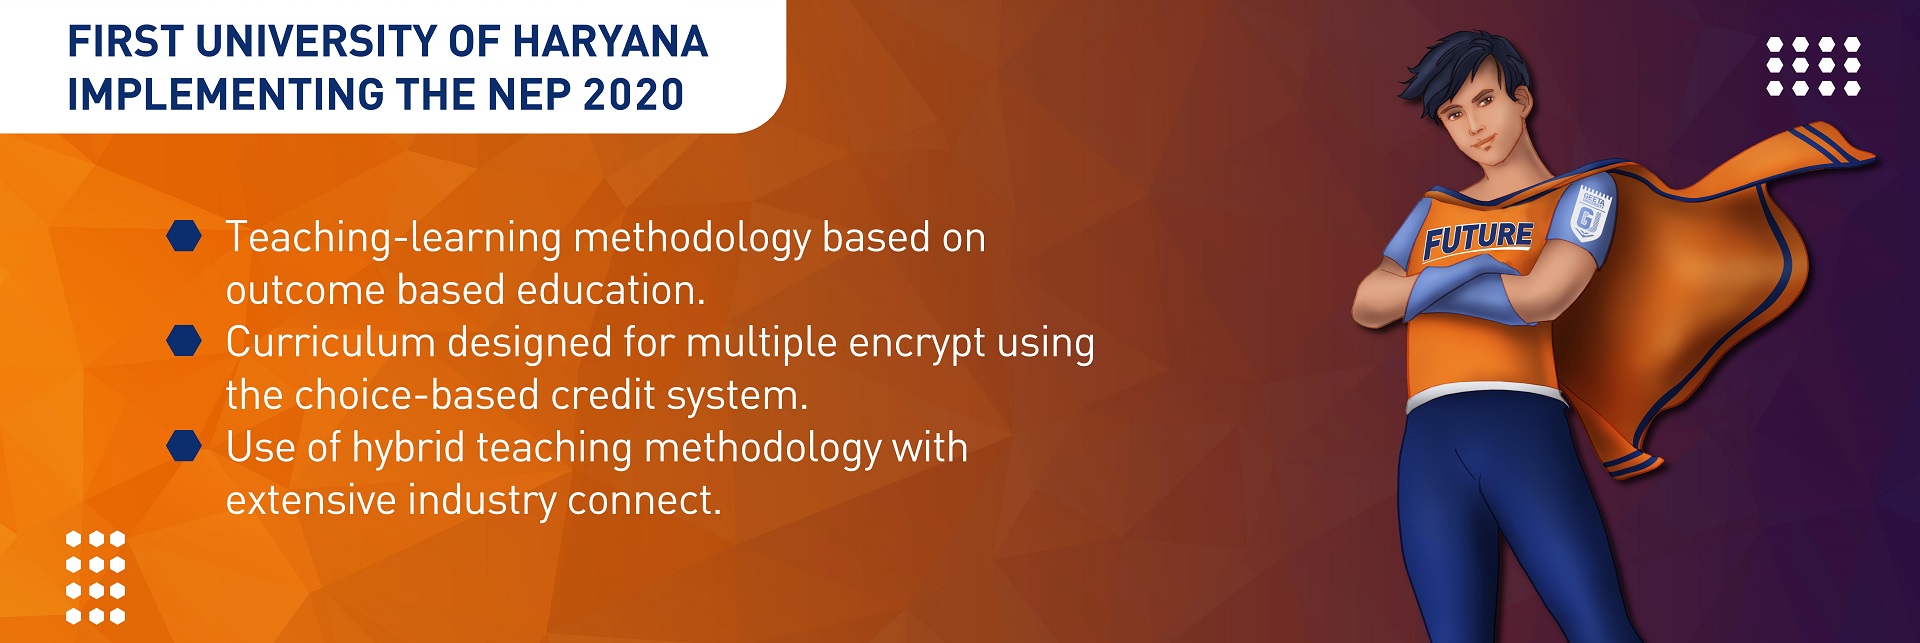 FIRST UNIVERSITY OF HARYANA
IMPLEMENTING THE NEP 2020
Teaching-learning methodology based on
outcome based education.
Curriculum designed for multiple encrypt using
the choice-based credit system.
Use of hybrid teaching methodology with
extensive industry connect.
FUTURE
GEETA
GU